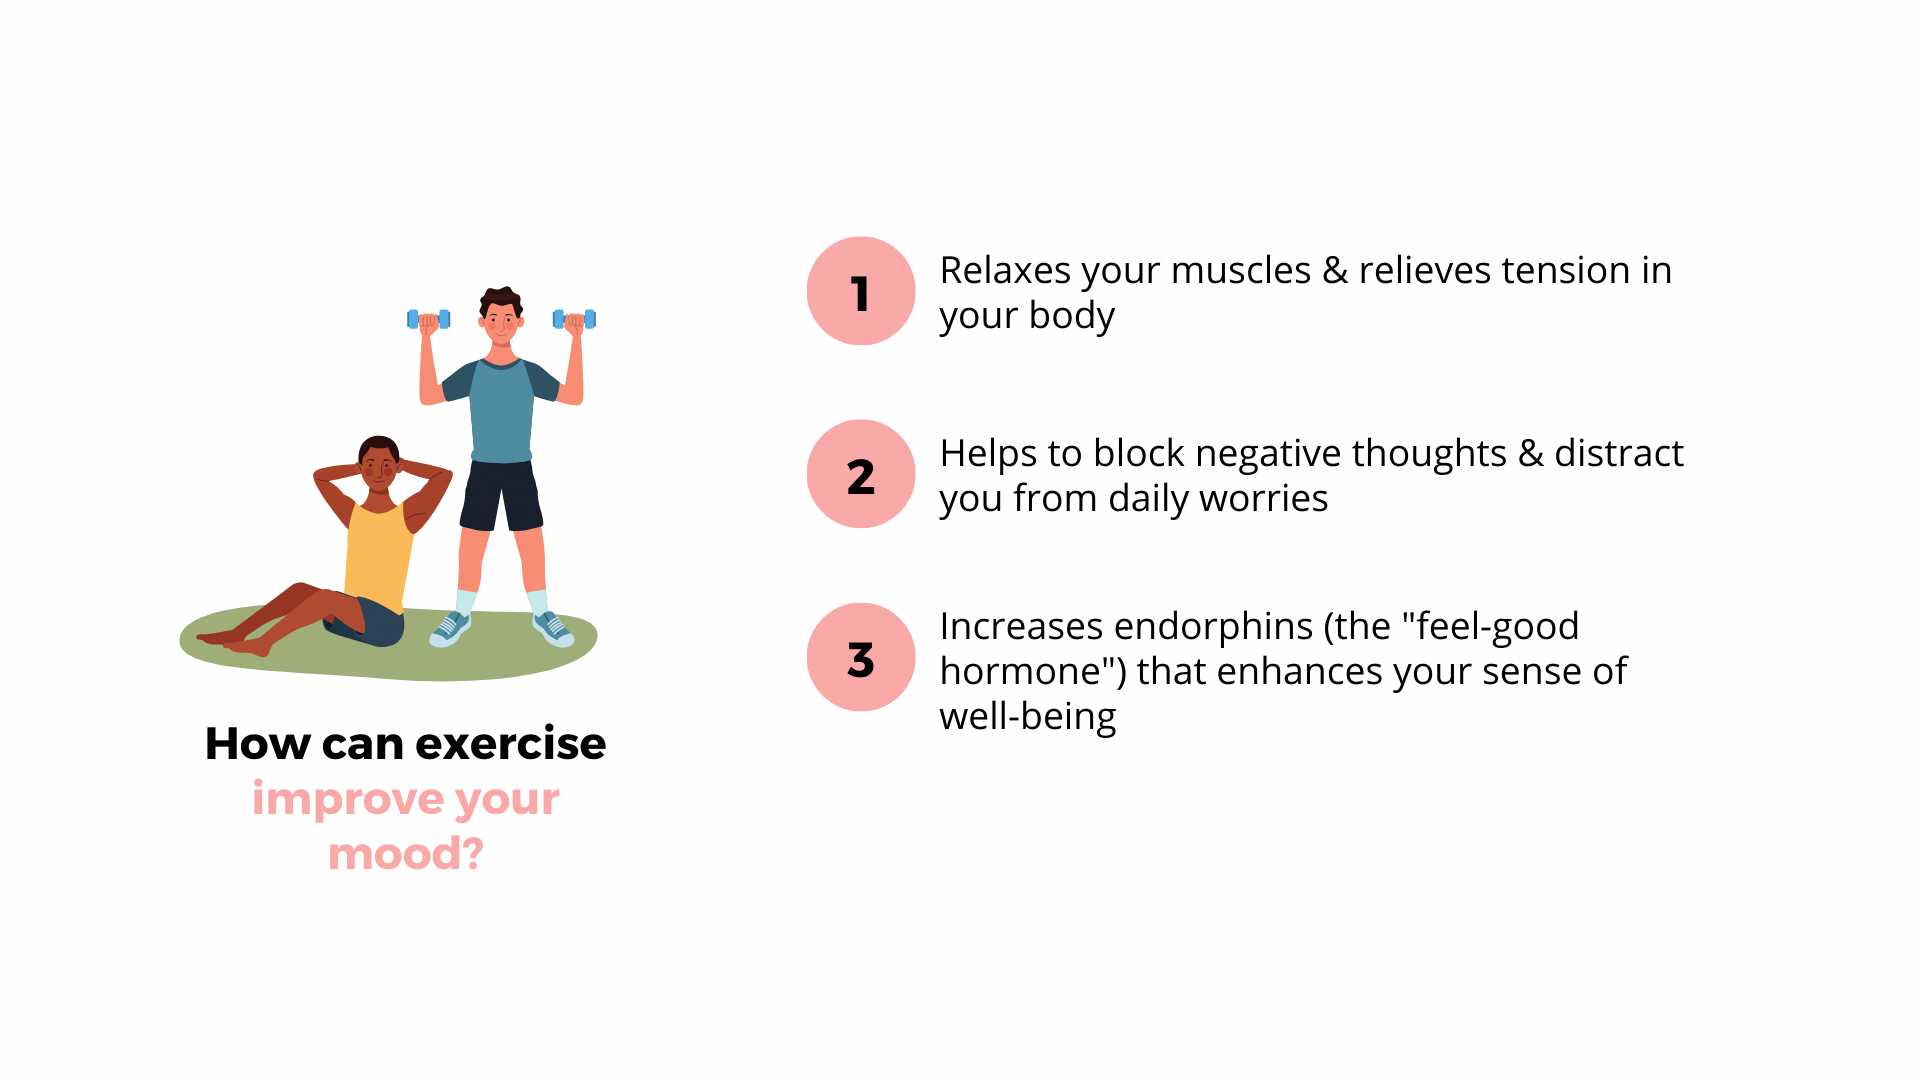 How can exercise
improve your
mood?
1
Relaxes your muscles & relieves tension in
your body
2
Helps to block negative thoughts & distract
you from daily worries
3
Increases endorphins (the "feel-good
hormone") that enhances your sense of
well-being